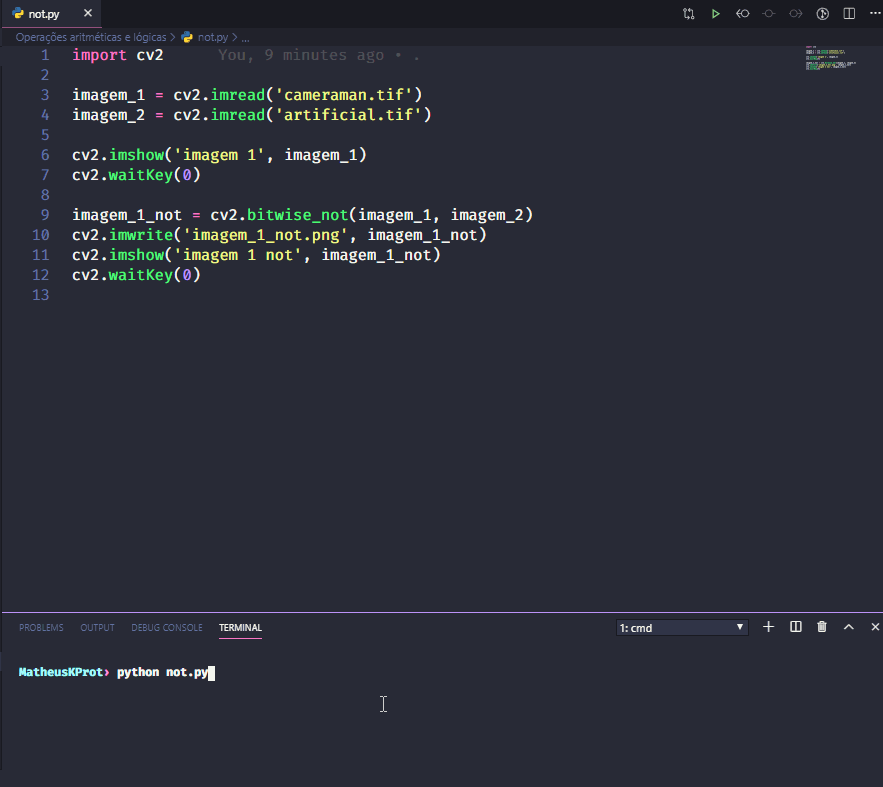 not.py
Operações aritméticas e lógicas > not.py > ...
1 import cv2 You, 9 minutes ago • .
2
3 imagem_1 = cv2.imread('cameraman.tif')
4 imagem_2 = cv2.imread('artificial.tif')
5
6 cv2.imshow('imagem 1', imagem_1)
7 cv2.waitKey(0)
8
9 imagem_1_not = cv2.bitwise_not(imagem_1, imagem_2)
10 cv2.imwrite('imagem_1_not.png', imagem_1_not)
11 cv2.imshow('imagem 1 not', imagem_1_not)
12 cv2.waitKey(0)
13
PROBLEMS OUTPUT DEBUG CONSOLE TERMINAL 1: cmd
MatheusKProt› python not.py